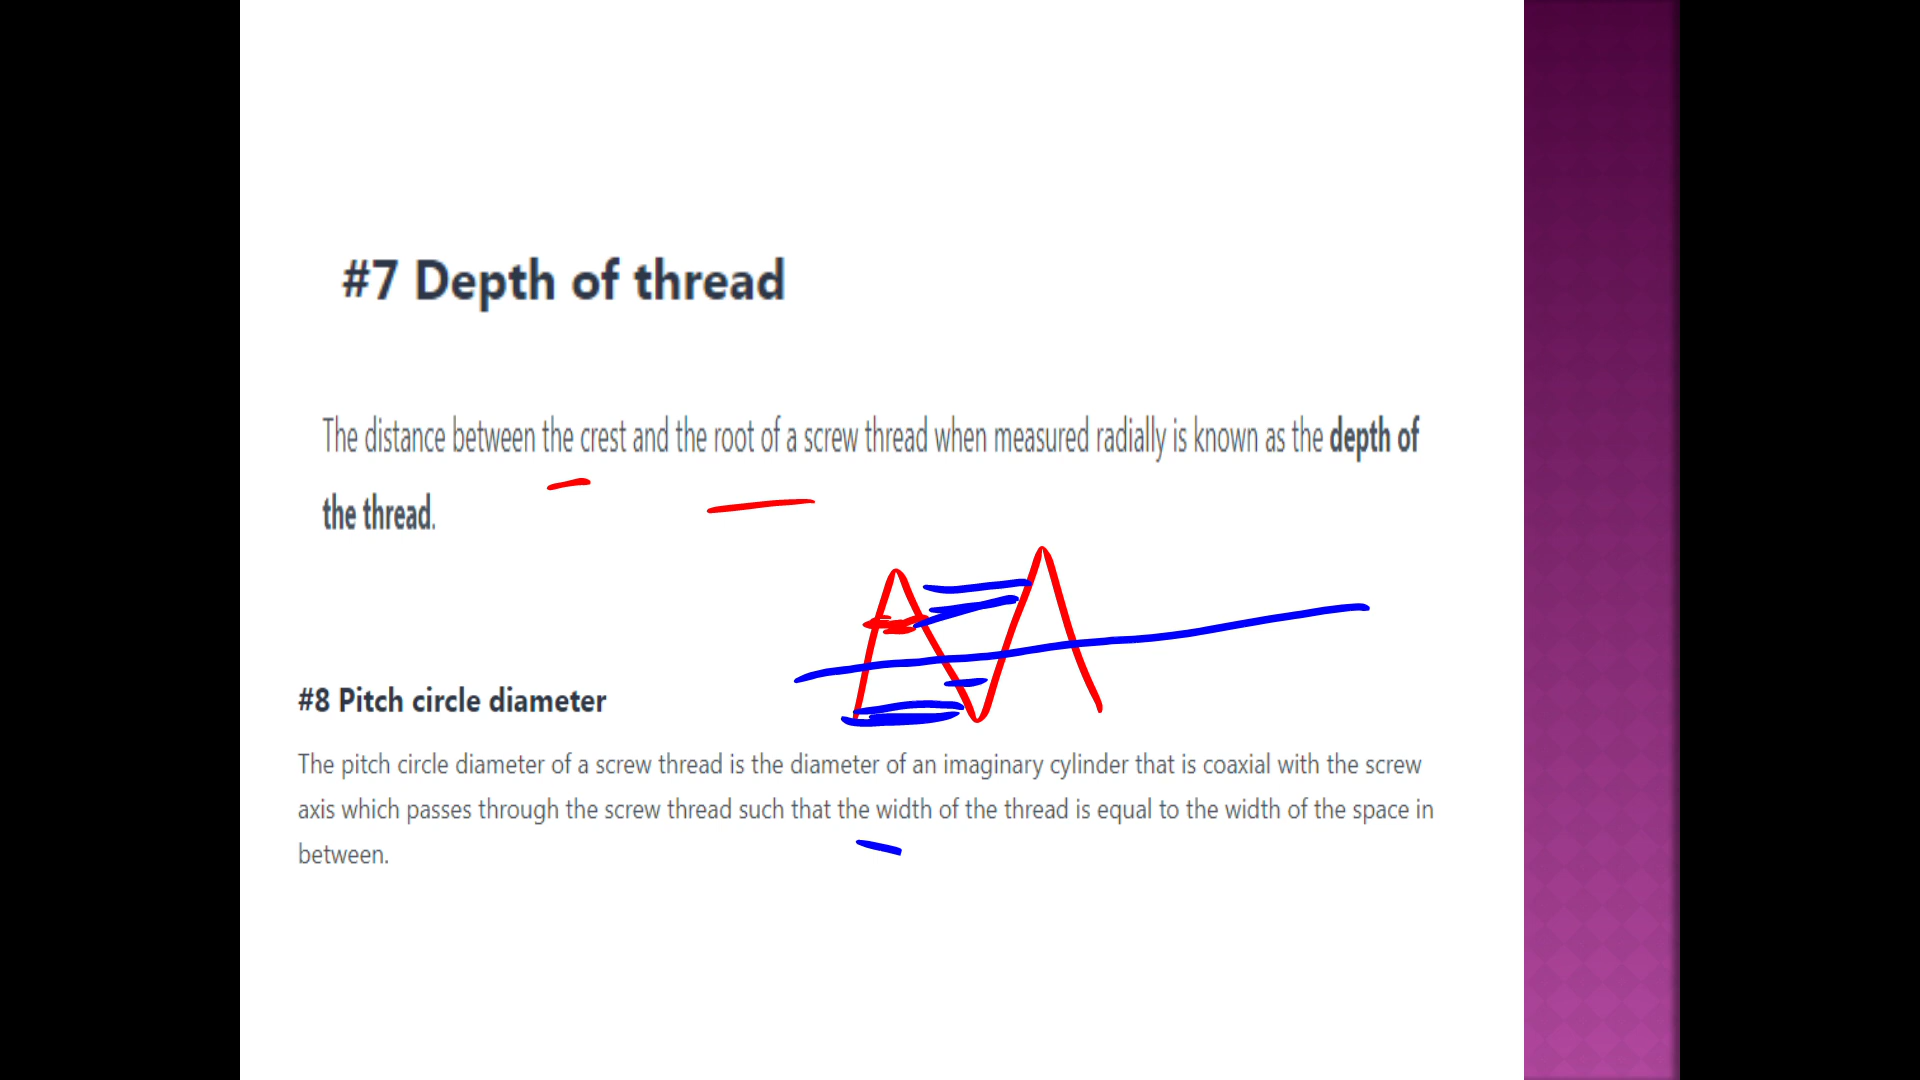 #7 Depth of thread
The distance between the crest and the root of a screw thread when measured radially is known as the depth of
the thread.
#8 Pitch circle diameter
The pitch circle diameter of a screw thread is the diameter of an imaginary cylinder that is coaxial with the screw
axis which passes through the screw thread such that the width of the thread is equal to the width of the space in
between.